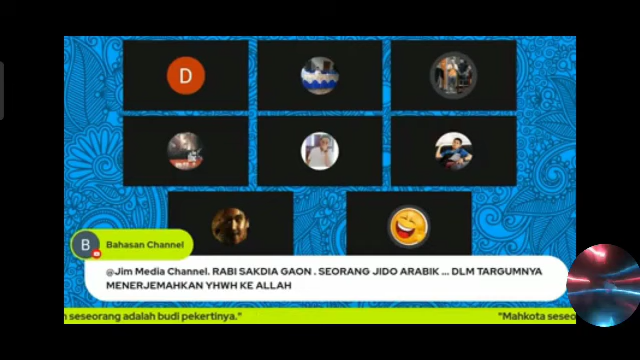 D
B
Bahasan Channel
@Jim Media Channel. RABI SAKDIA GAON . SEORANG JIDO ARABIK ... DLM TARGUMNYA
MENERJEMAHKAN YHWH KE ALLAH
seseorang adalah budi pekertinya." "Mahkota